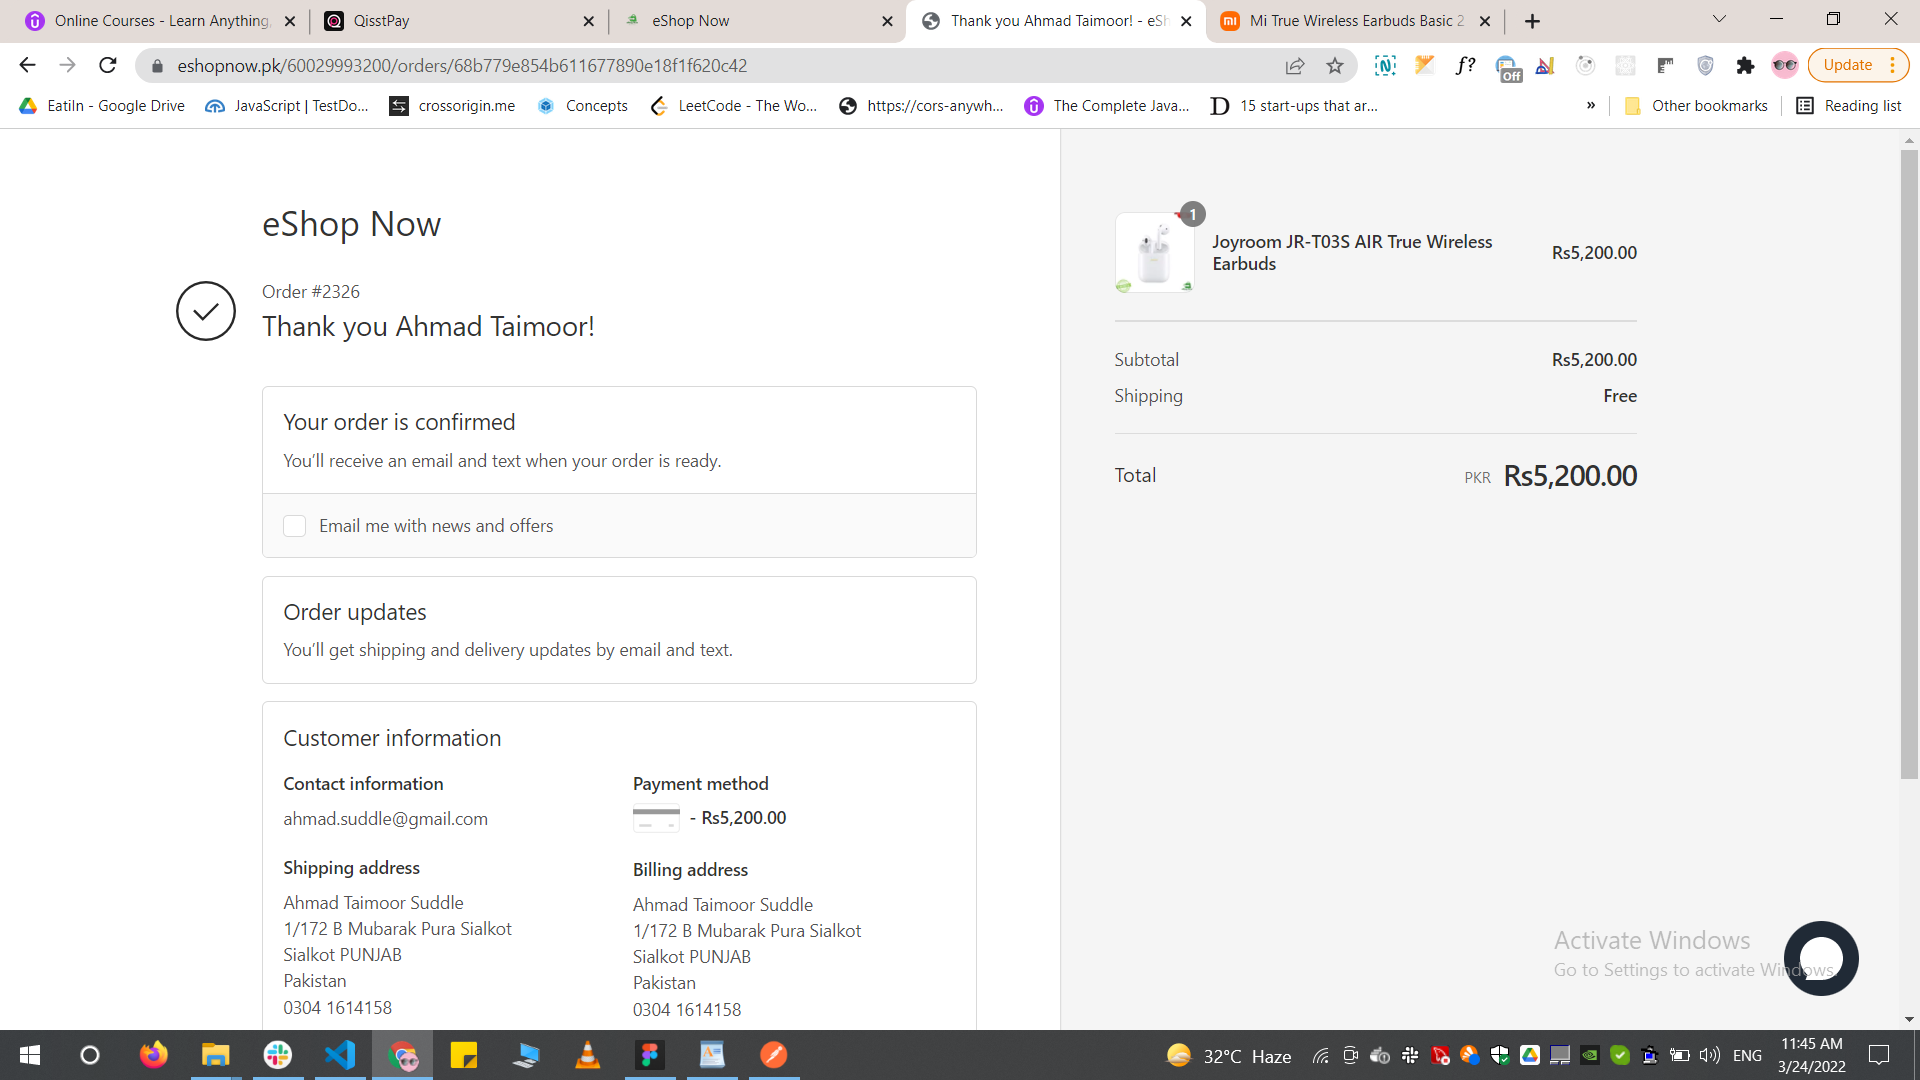 Online Courses - Learn Anything,
QisstPay
eShop Now
Thank you Ahmad Taimoor! - eSh
Mi True Wireless Earbuds Basic 2
eshopnow.pk/60029993200/orders/68b779e854b611677890e18f1f620c42
f?
Off
Update
EatiIn - Google Drive
JavaScript | TestDo...
crossorigin.me
Concepts
LeetCode - The Wo...
https://cors-anywh...
The Complete Java...
15 start-ups that ar...
»
Other bookmarks
Reading list
eShop Now
Order #2326
Thank you Ahmad Taimoor!
Your order is confirmed
You'll receive an email and text when your order is ready.
Email me with news and offers
Order updates
You'll get shipping and delivery updates by email and text.
Customer information
Contact information
ahmad.suddle@gmail.com
Payment method
- Rs5,200.00
Shipping address
Ahmad Taimoor Suddle
1/172 B Mubarak Pura Sialkot
Sialkot PUNJAB
Pakistan
0304 1614158
Billing address
Ahmad Taimoor Suddle
1/172 B Mubarak Pura Sialkot
Sialkot PUNJAB
Pakistan
0304 1614158
1
Joyroom JR-T03S AIR True Wireless
Earbuds
Rs5,200.00
Subtotal
Rs5,200.00
Shipping
Free
Total
PKR Rs5,200.00
Activate Windows
Go to Settings to activate Windows.
32°C Haze
ENG
11:45 AM
3/24/2022